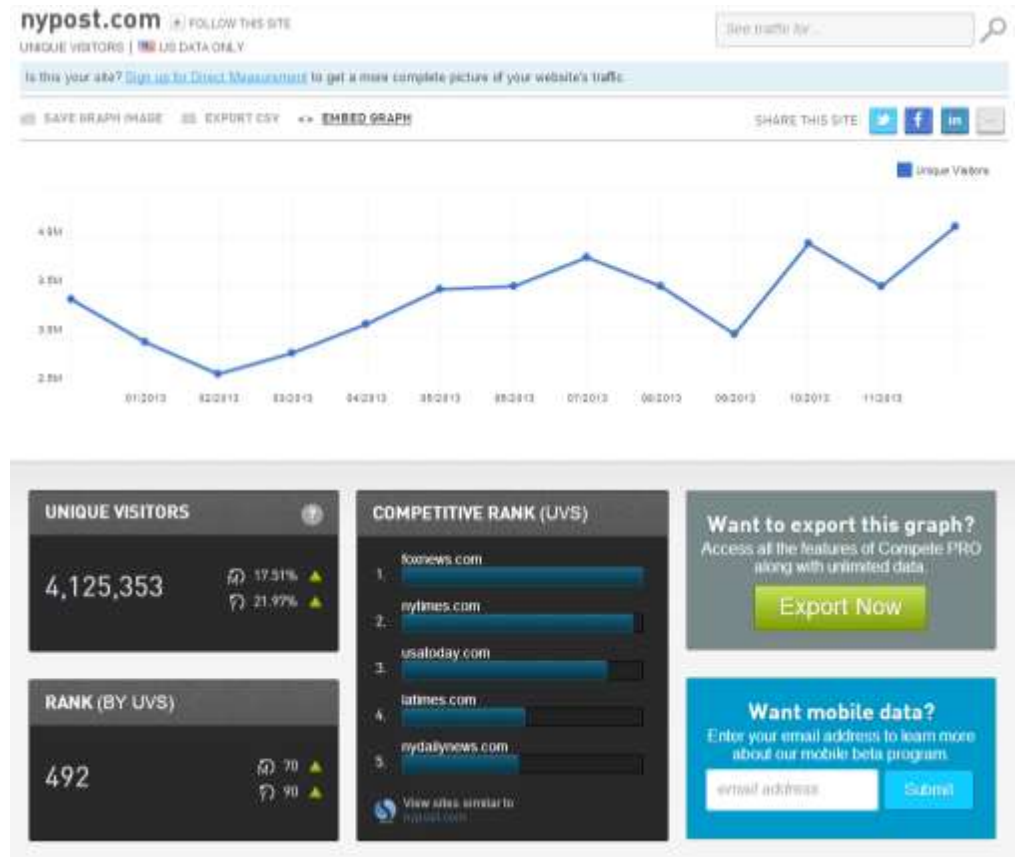 nypost.com + FOLLOW THIS SITE
See traffic for...
UNIQUE VISITORS | US DATA ONLY
Is this your site? Sign up for Direct Measurement to get a more complete picture of your website's traffic.
SAVE GRAPH IMAGE EXPORT CSV <> EMBED GRAPH
SHARE THIS SITE f in
Unique Visitors
3.5M
2.5M
01/2013 02/2013 03/2013 04/2013 05/2013 07/2013 08/2013 09/2013 10/2013 11/2013
UNIQUE VISITORS ?
4,125,353
17.51%
21.97%
RANK (BY UVS)
492
70
90
COMPETITIVE RANK (UVS)
foxnews.com
1.
nytimes.com
2.
usatoday.com
3.
latimes.com
4.
nydailynews.com
5.
View sites similar to
nypost.com
Want to export this graph?
Access all the features of Compete PRO
along with unlimited data.
Export Now
Want mobile data?
Enter your email address to learn more
about our mobile beta program.
email address Submit